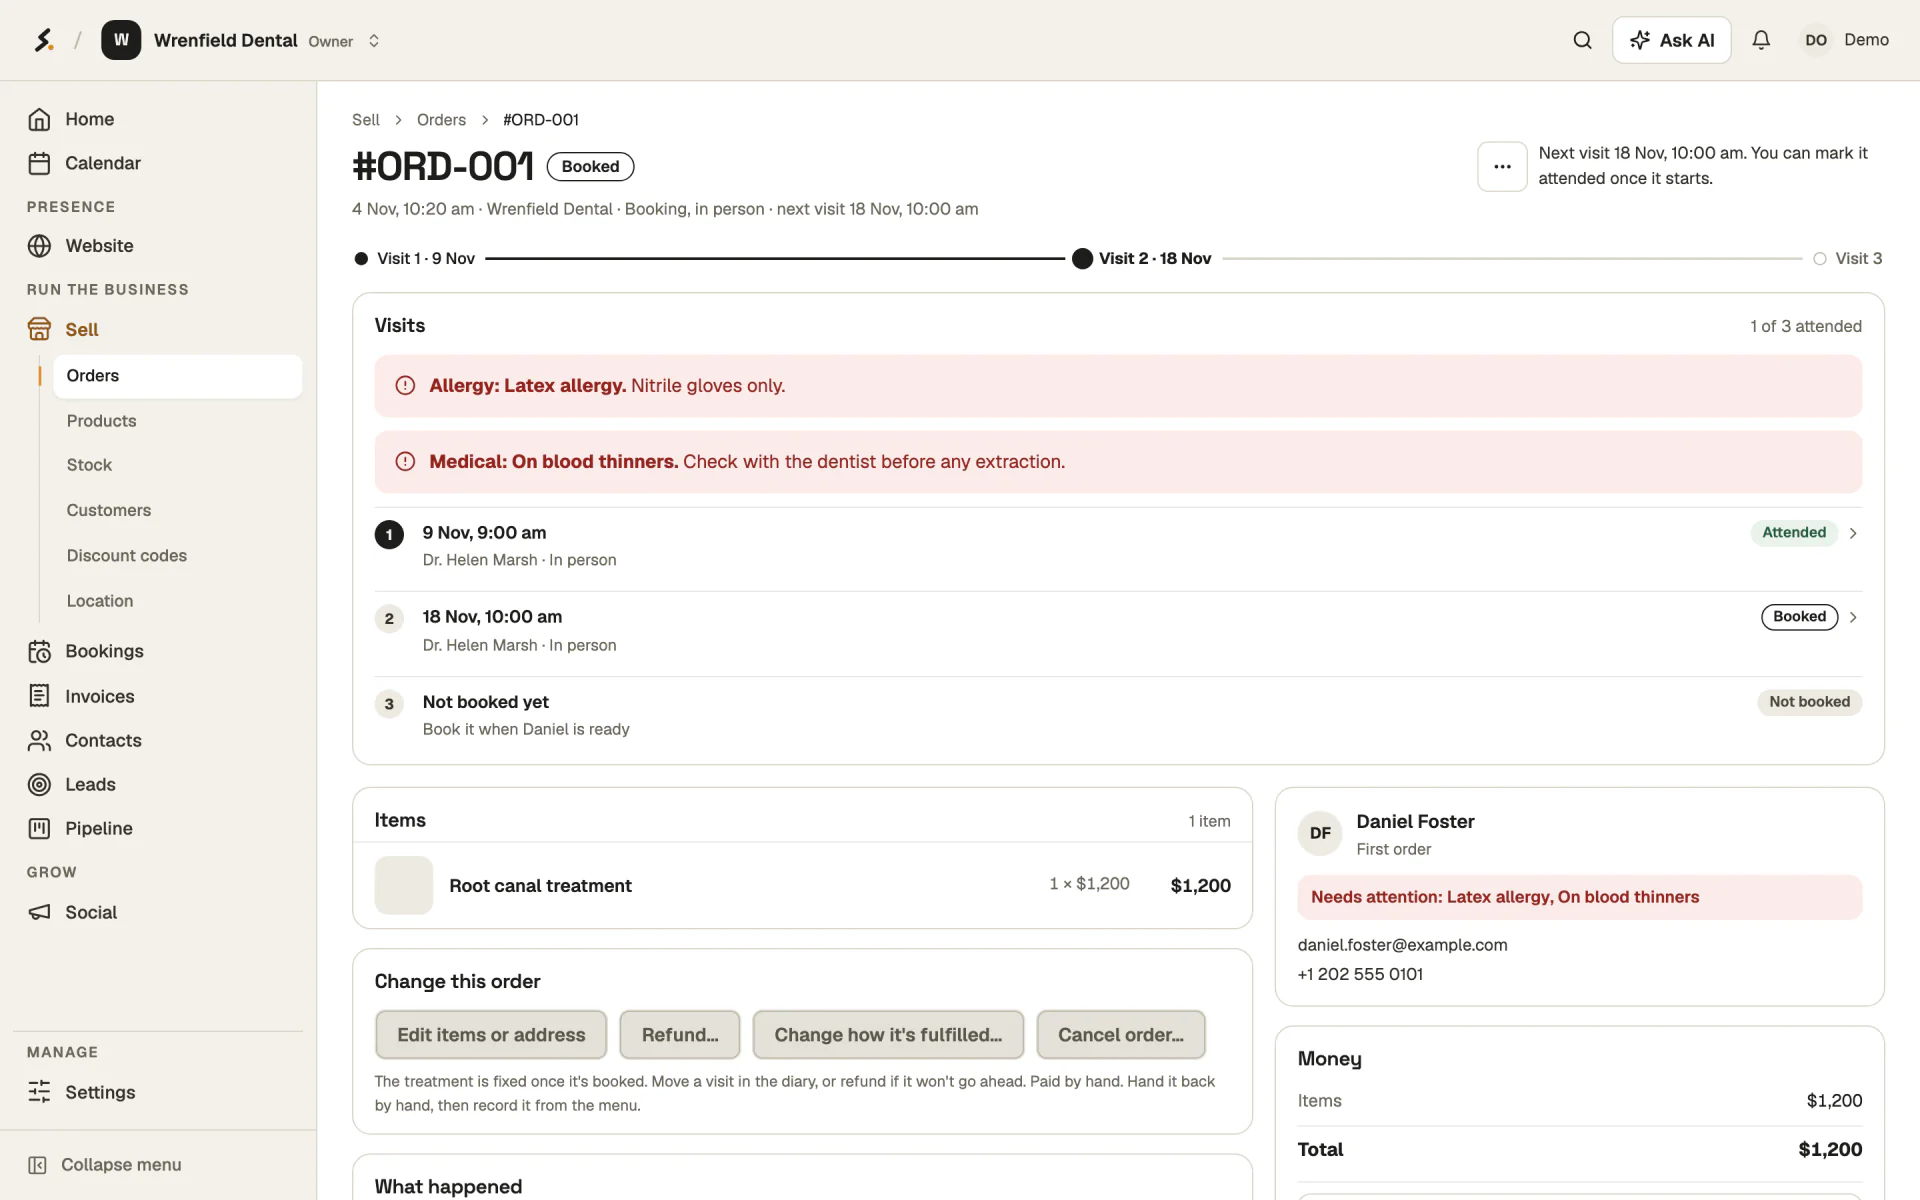 / W Wrenfield Dental Owner
Ask AI
DO Demo
Home
Calendar
PRESENCE
Website
RUN THE BUSINESS
Sell
Orders
Products
Stock
Customers
Discount codes
Location
Bookings
Invoices
Contacts
Leads
Pipeline
GROW
Social
MANAGE
Settings
Collapse menu
Sell > Orders > #ORD-001
#ORD-001 Booked
4 Nov, 10:20 am · Wrenfield Dental · Booking, in person · next visit 18 Nov, 10:00 am
Next visit 18 Nov, 10:00 am. You can mark it
attended once it starts.
Visit 1 · 9 Nov
Visit 2 · 18 Nov
Visit 3
Visits
1 of 3 attended
Allergy: Latex allergy. Nitrile gloves only.
Medical: On blood thinners. Check with the dentist before any extraction.
1 9 Nov, 9:00 am Attended
Dr. Helen Marsh · In person
2 18 Nov, 10:00 am Booked
Dr. Helen Marsh · In person
3 Not booked yet Not booked
Book it when Daniel is ready
Items
1 item
Root canal treatment 1 × $1,200 $1,200
Change this order
Edit items or address
Refund...
Change how it's fulfilled...
Cancel order...
The treatment is fixed once it's booked. Move a visit in the diary, or refund if it won't go ahead. Paid by hand. Hand it back
by hand, then record it from the menu.
What happened
DF Daniel Foster
First order
Needs attention: Latex allergy, On blood thinners
daniel.foster@example.com
+1 202 555 0101
Money
Items $1,200
Total $1,200